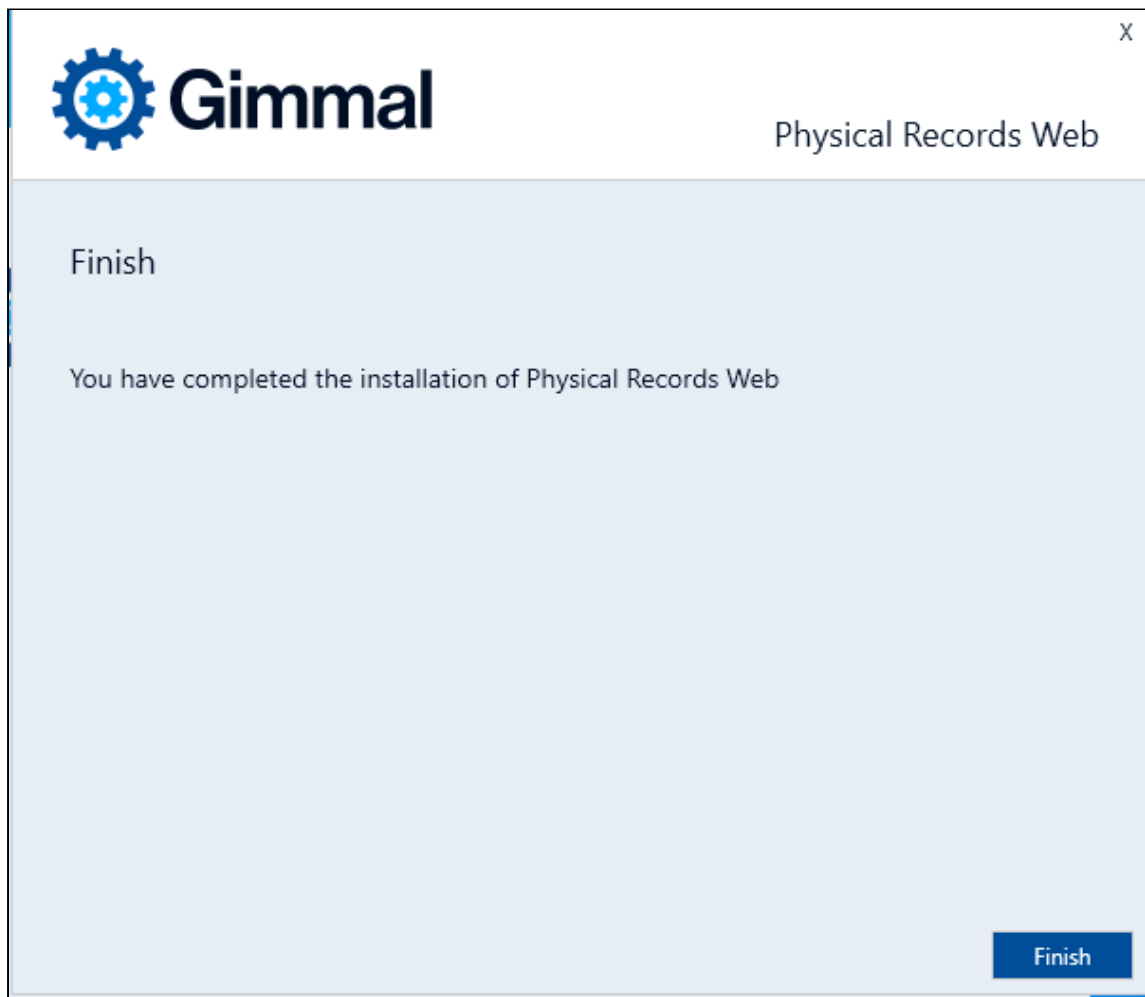 X
Gimmal
Physical Records Web
Finish
You have completed the installation of Physical Records Web
Finish